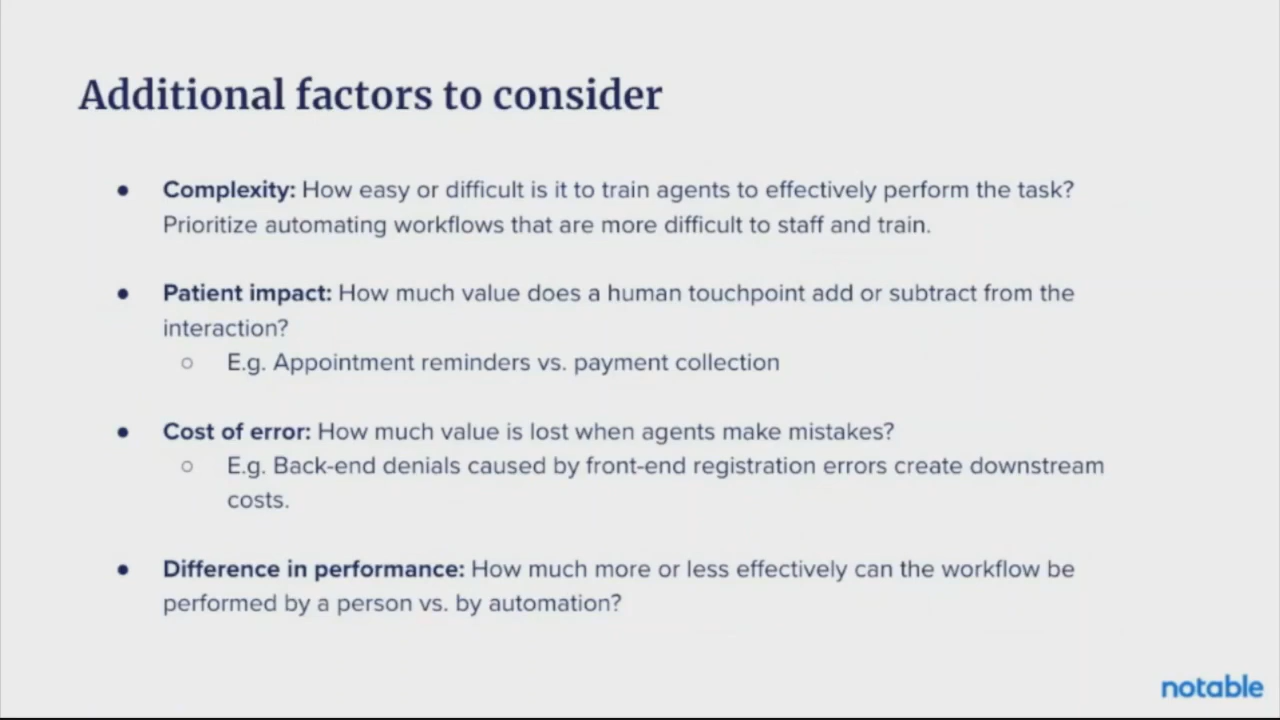 Additional factors to consider
● Complexity: How easy or difficult is it to train agents to effectively perform the task?
Prioritize automating workflows that are more difficult to staff and train.
● Patient impact: How much value does a human touchpoint add or subtract from the
interaction?
○ E.g. Appointment reminders vs. payment collection
● Cost of error: How much value is lost when agents make mistakes?
○ E.g. Back-end denials caused by front-end registration errors create downstream
costs.
● Difference in performance: How much more or less effectively can the workflow be
performed by a person vs. by automation?
notable